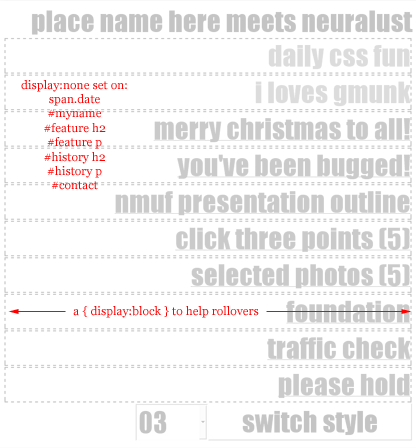 place name here meets neuralust
daily css fun
i loves gmunk
merry christmas to all!
you've been bugged!
nmuf presentation outline
click three points (5)
selected photos (5)
foundation
traffic check
please hold
03
switch style
display:none set on:
span.date
#myname
#feature h2
#feature p
#history h2
#history p
#contact
a { display:block } to help rollovers